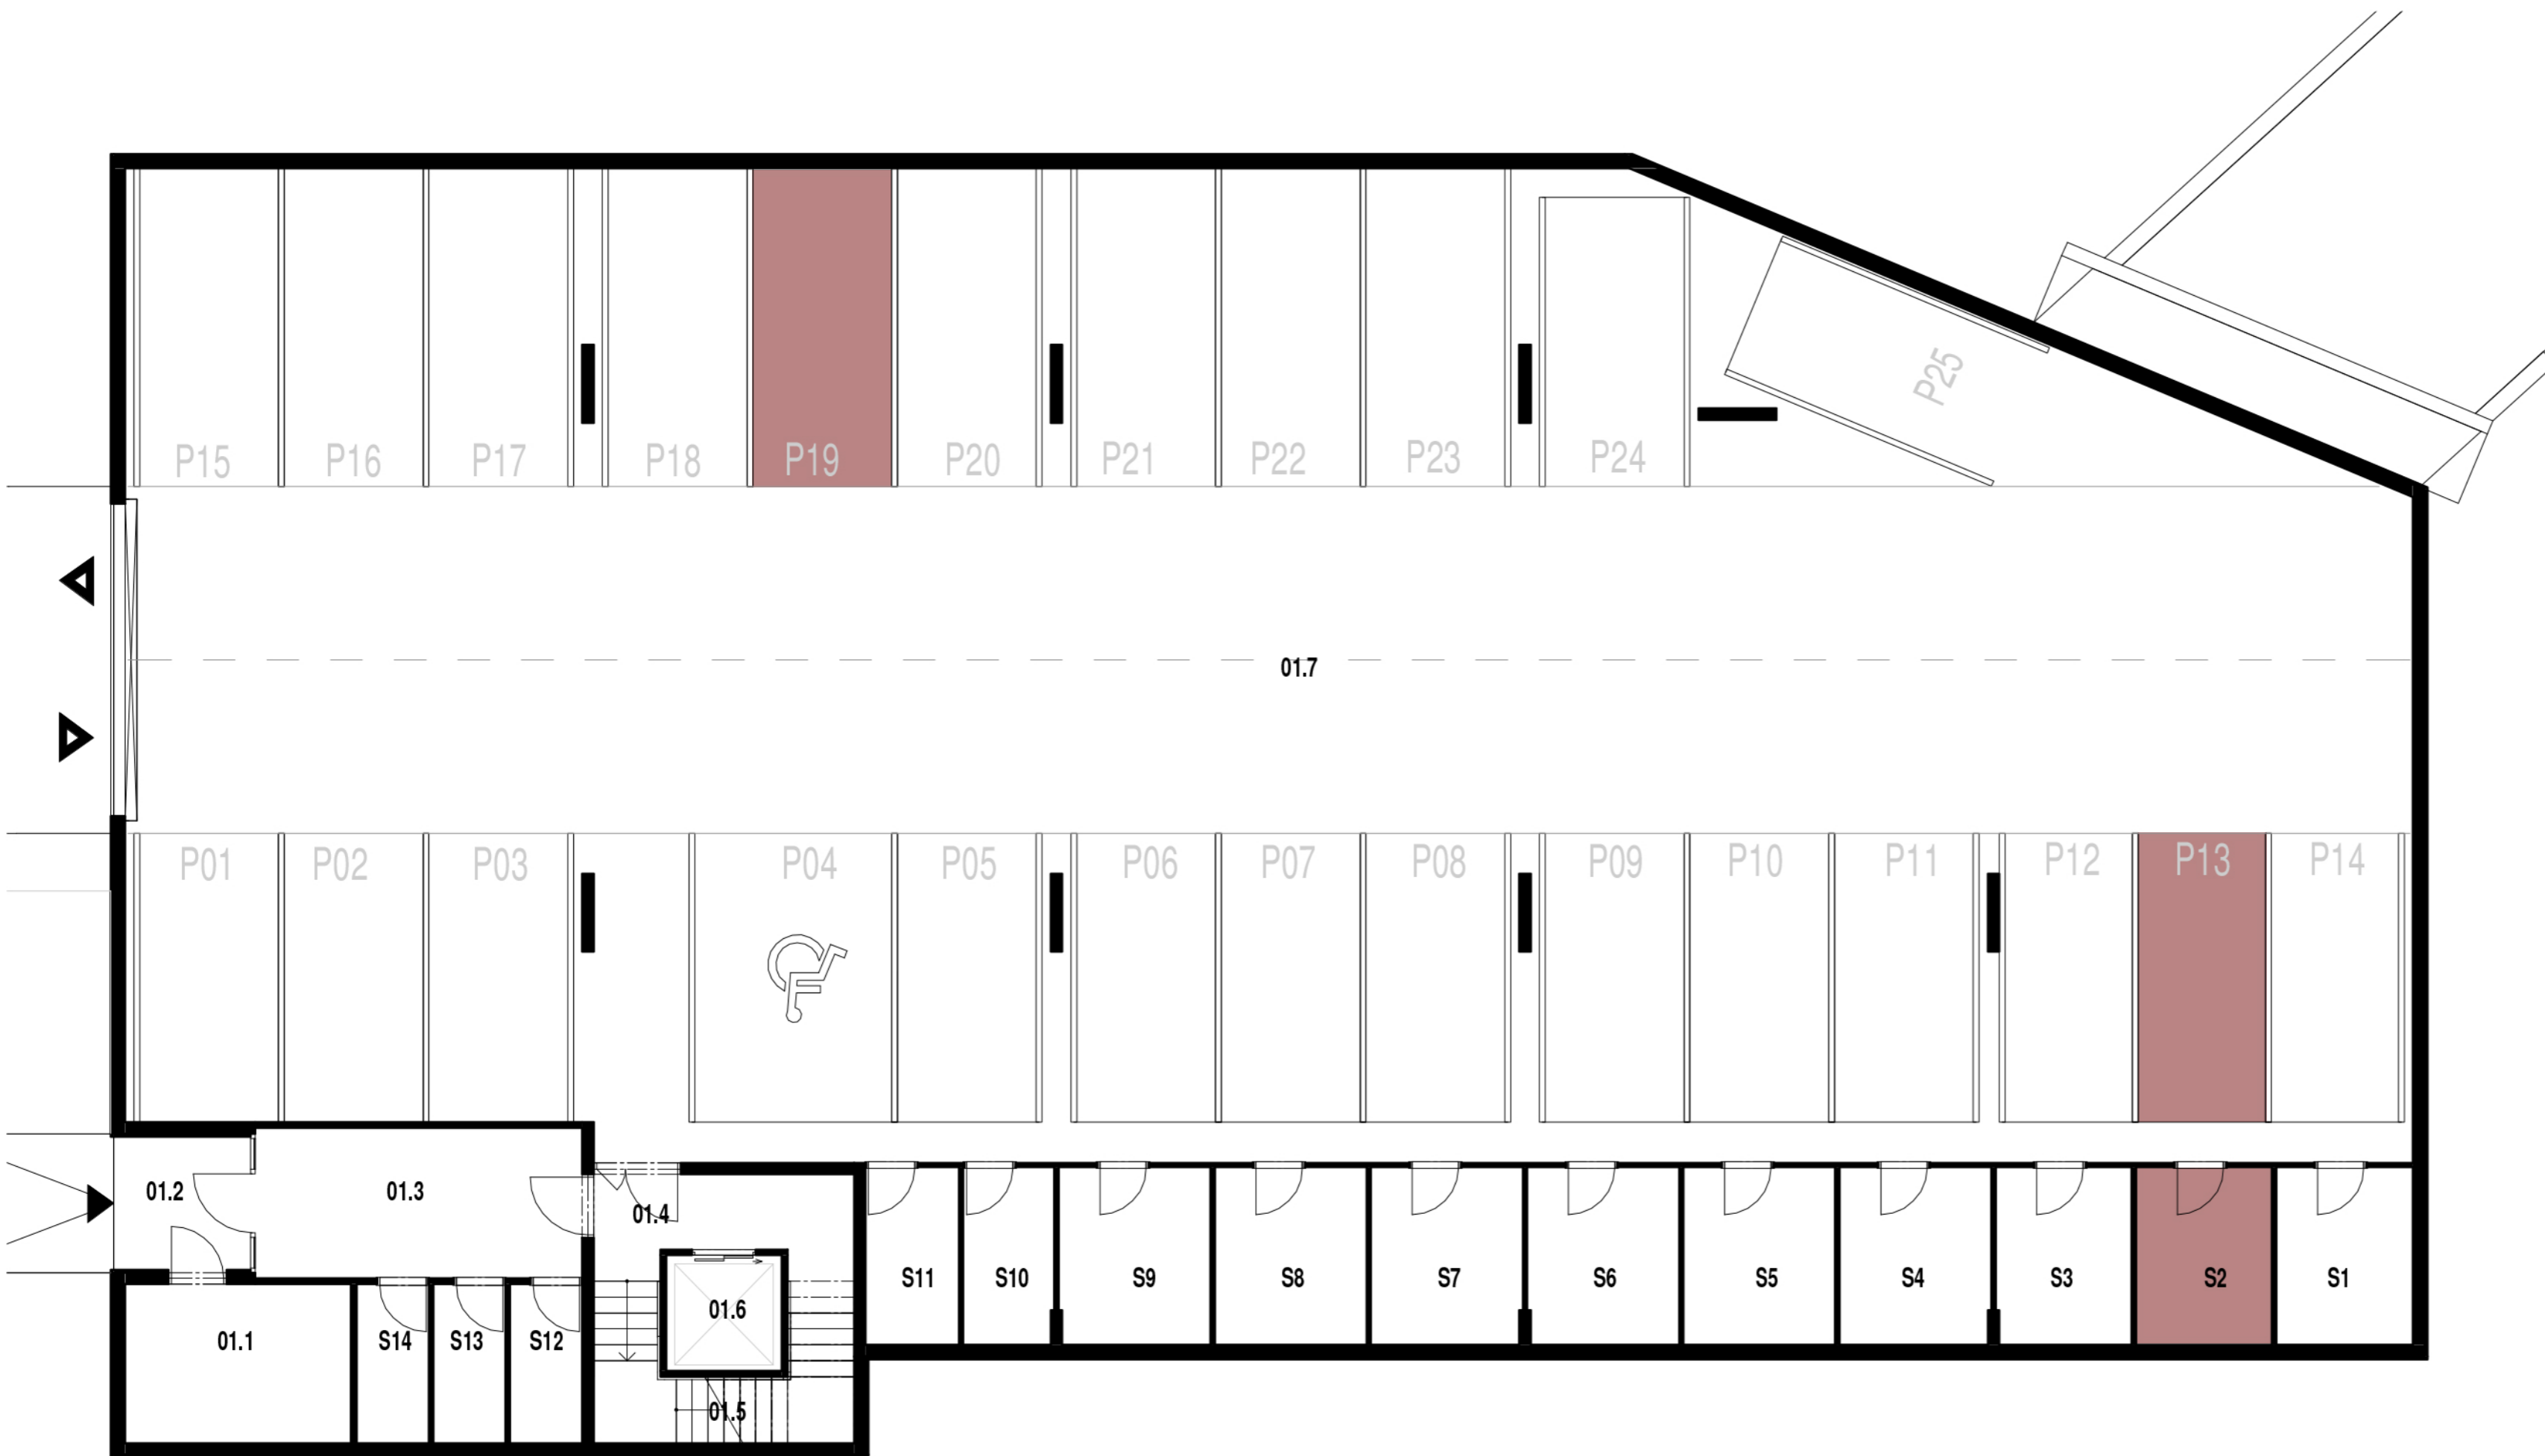 P15 P16 P17 P18 P19 P20 P21 P22 P23 P24 P25
01.7
P01 P02 P03 P04 P05 P06 P07 P08 P09 P10 P11 P12 P13 P14
01.2 01.3 01.4
S11 S10 S9 S8 S7 S6 S5 S4 S3 S2 S1
01.6
01.1 S14 S13 S12
01.5